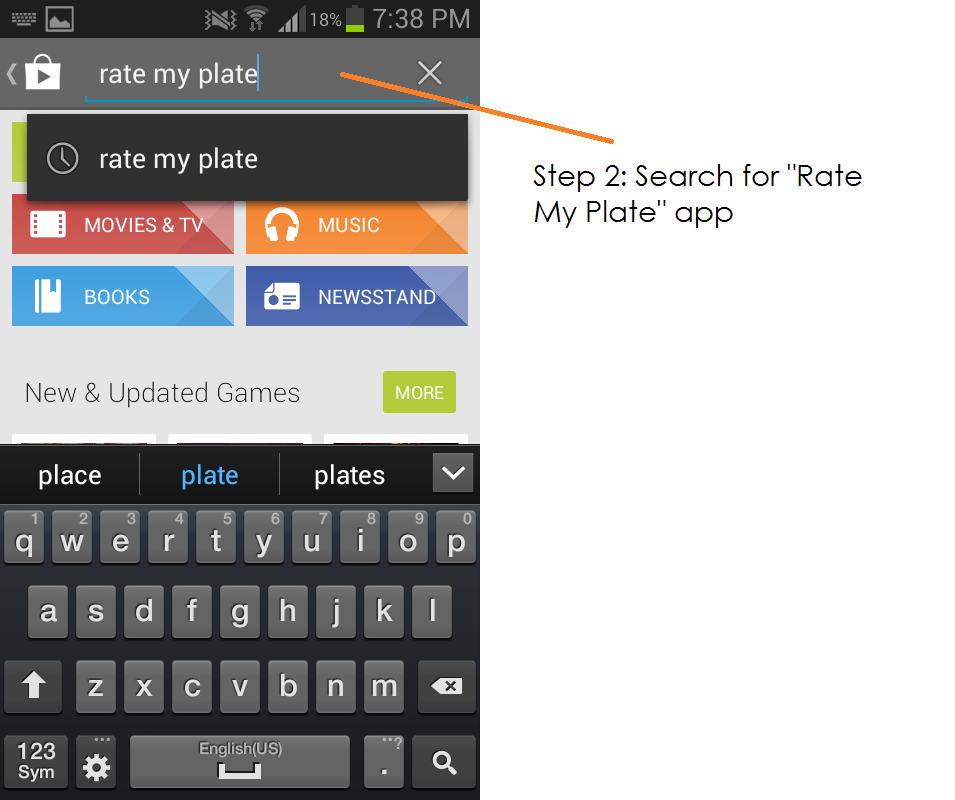 18% 7:38 PM
rate my plate
rate my plate
Step 2: Search for "Rate
My Plate" app
MOVIES & TV MUSIC
BOOKS NEWSSTAND
New & Updated Games MORE
place plate plates
1 2 3 4 5 6 7 8 9 0
q w e r t y u i o p
a s d f g h j k l
z x c v b n m
123 English(US) ...?
Sym ... .